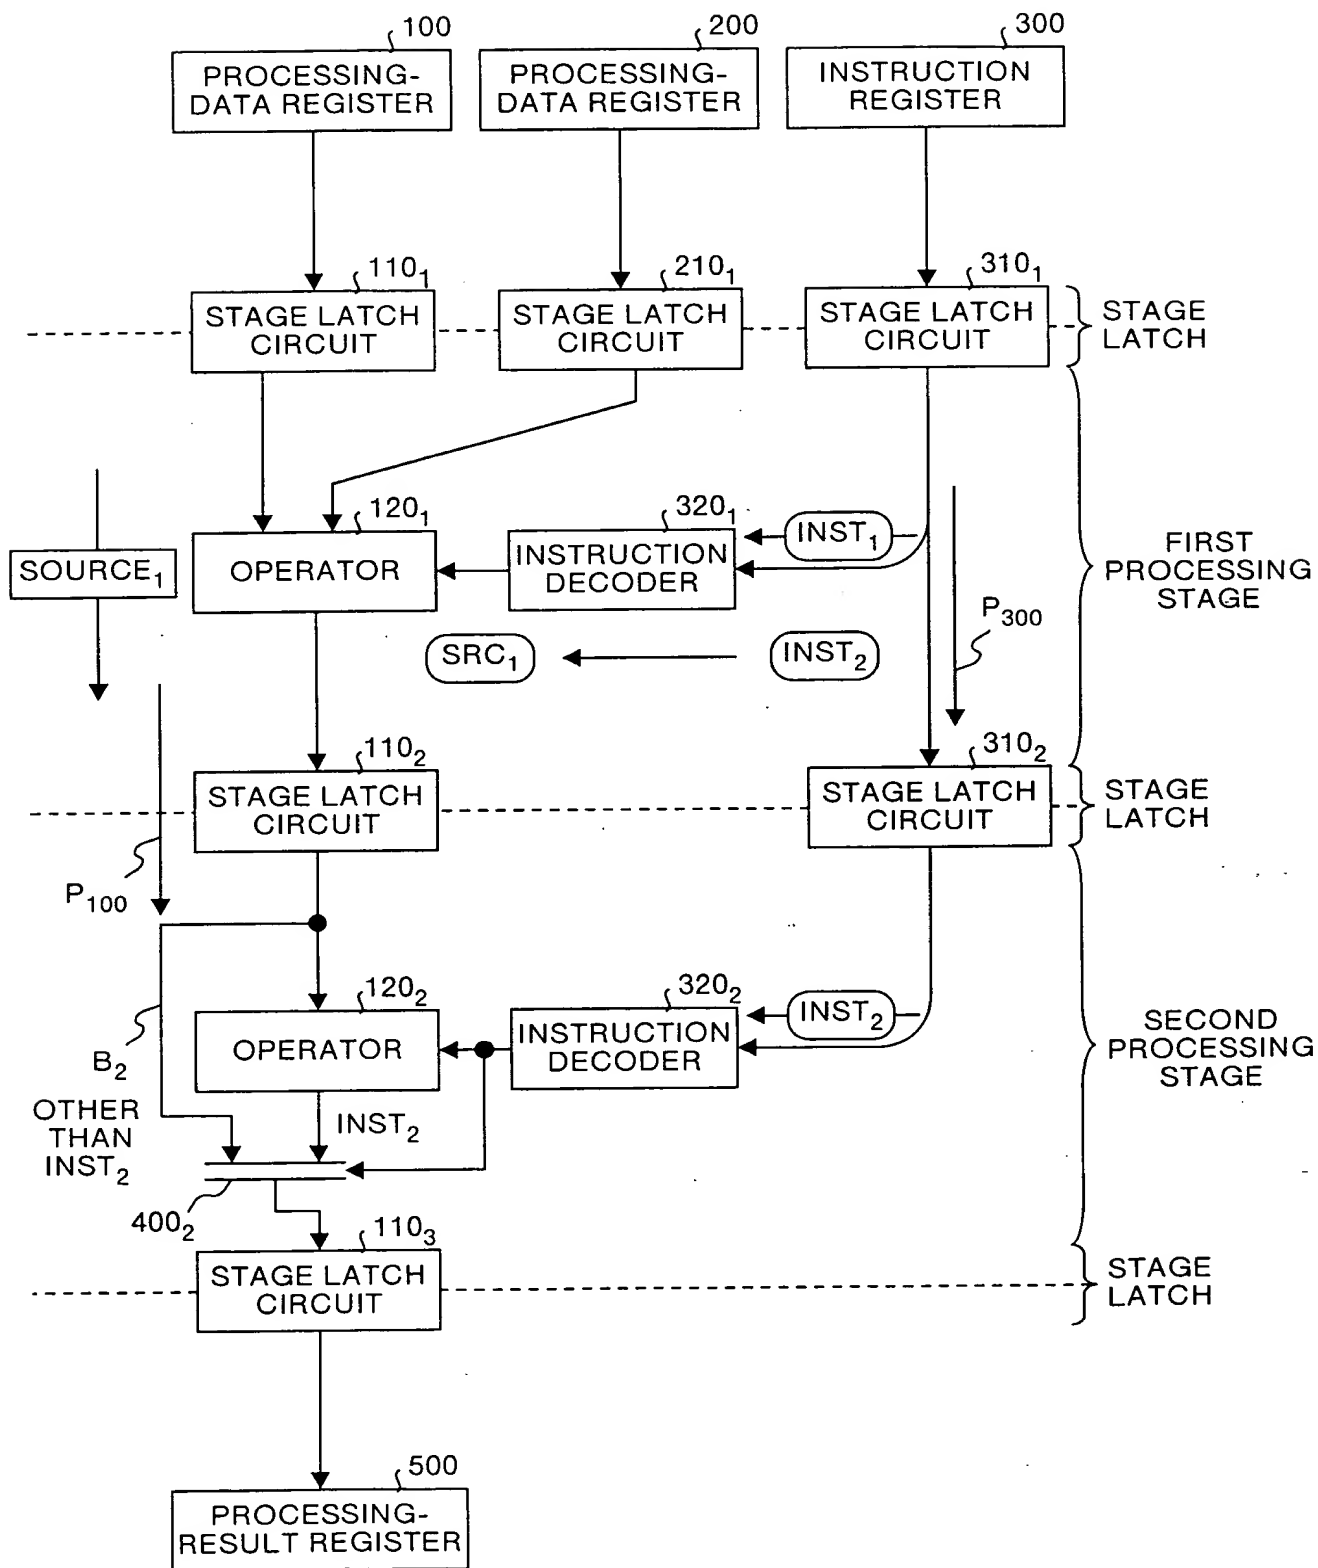 100
200
300
PROCESSING-
DATA REGISTER
PROCESSING-
DATA REGISTER
INSTRUCTION
REGISTER
110₁
210₁
310₁
STAGE LATCH
CIRCUIT
STAGE LATCH
CIRCUIT
STAGE LATCH
CIRCUIT
STAGE
LATCH
120₁
320₁
INST₁
OPERATOR
INSTRUCTION
DECODER
SOURCE₁
FIRST
PROCESSING
STAGE
P₃₀₀
SRC₁
INST₂
110₂
310₂
STAGE LATCH
CIRCUIT
STAGE LATCH
CIRCUIT
STAGE
LATCH
P₁₀₀
120₂
320₂
INST₂
OPERATOR
INSTRUCTION
DECODER
SECOND
PROCESSING
STAGE
B₂
OTHER
THAN
INST₂
INST₂
400₂
110₃
STAGE LATCH
CIRCUIT
STAGE
LATCH
500
PROCESSING-
RESULT REGISTER